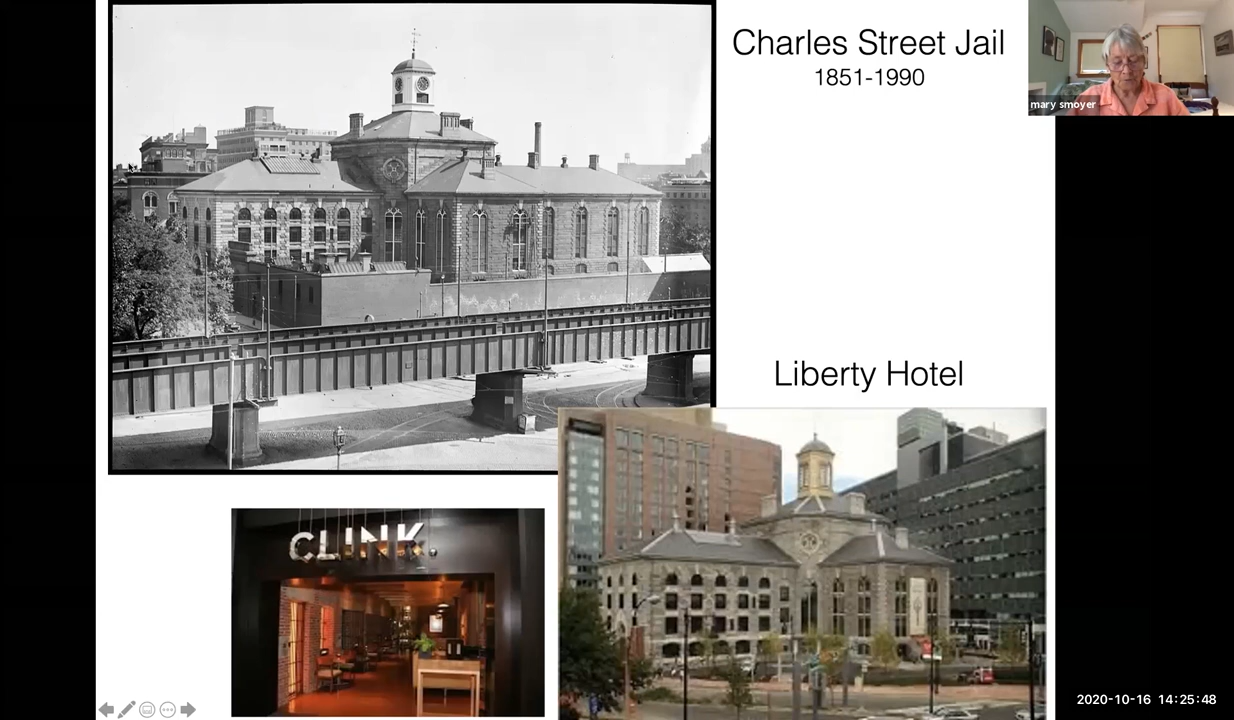 Charles Street Jail
1851-1990
mary smoyer
Liberty Hotel
CLINK.
2020-10-16 14:25:48